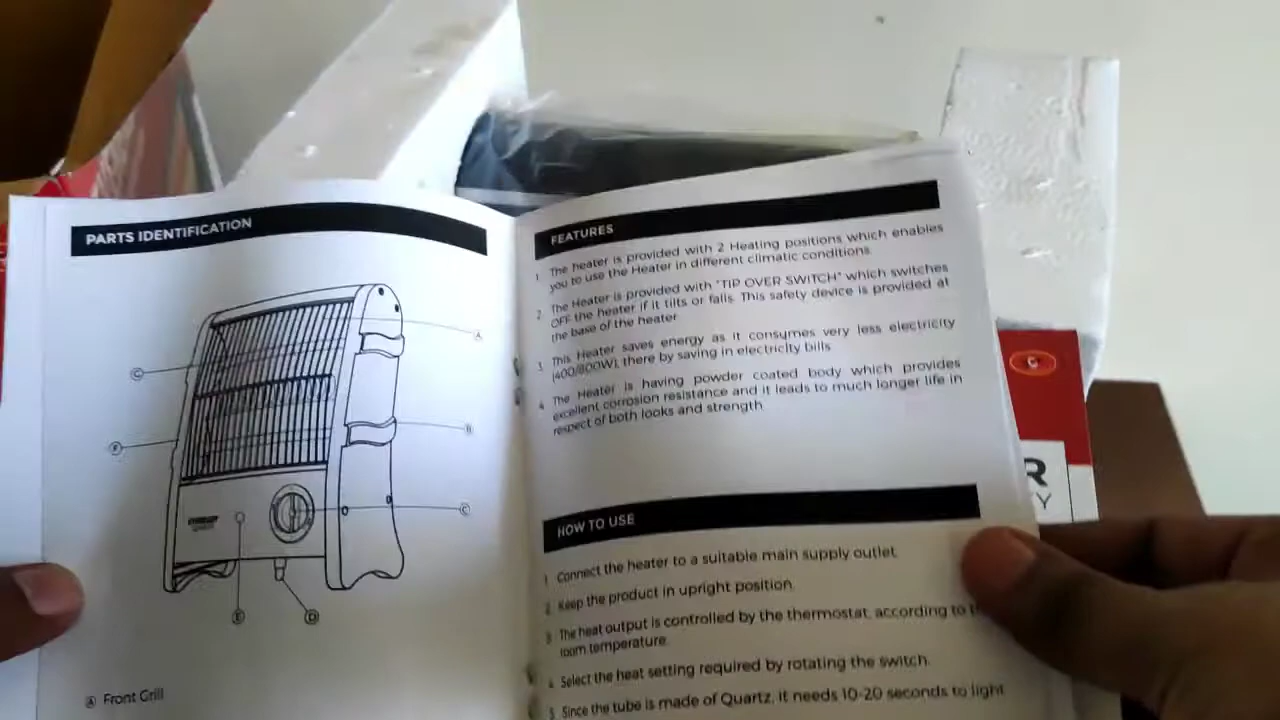 PARTS IDENTIFICATION
A
G
B
F
C
E
D
A Front Grill
FEATURES
1. The heater is provided with 2 Heating positions which enables
you to use the Heater in different climatic conditions.
2. The Heater is provided with "TIP OVER SWITCH" which switches
OFF the heater if it tilts or falls. This safety device is provided at
the base of the heater
3. This Heater saves energy as it consumes very less electricity
(400/800W), there by saving in electricity bills
4. The Heater is having powder coated body which provides
excellent corrosion resistance and it leads to much longer life in
respect of both looks and strength
HOW TO USE
1 Connect the heater to a suitable main supply outlet.
2 Keep the product in upright position.
3 The heat output is controlled by the thermostat, according to
room temperature.
4 Select the heat setting required by rotating the switch.
5 Since the tube is made of Quartz, it needs 10-20 seconds to light
R
Y